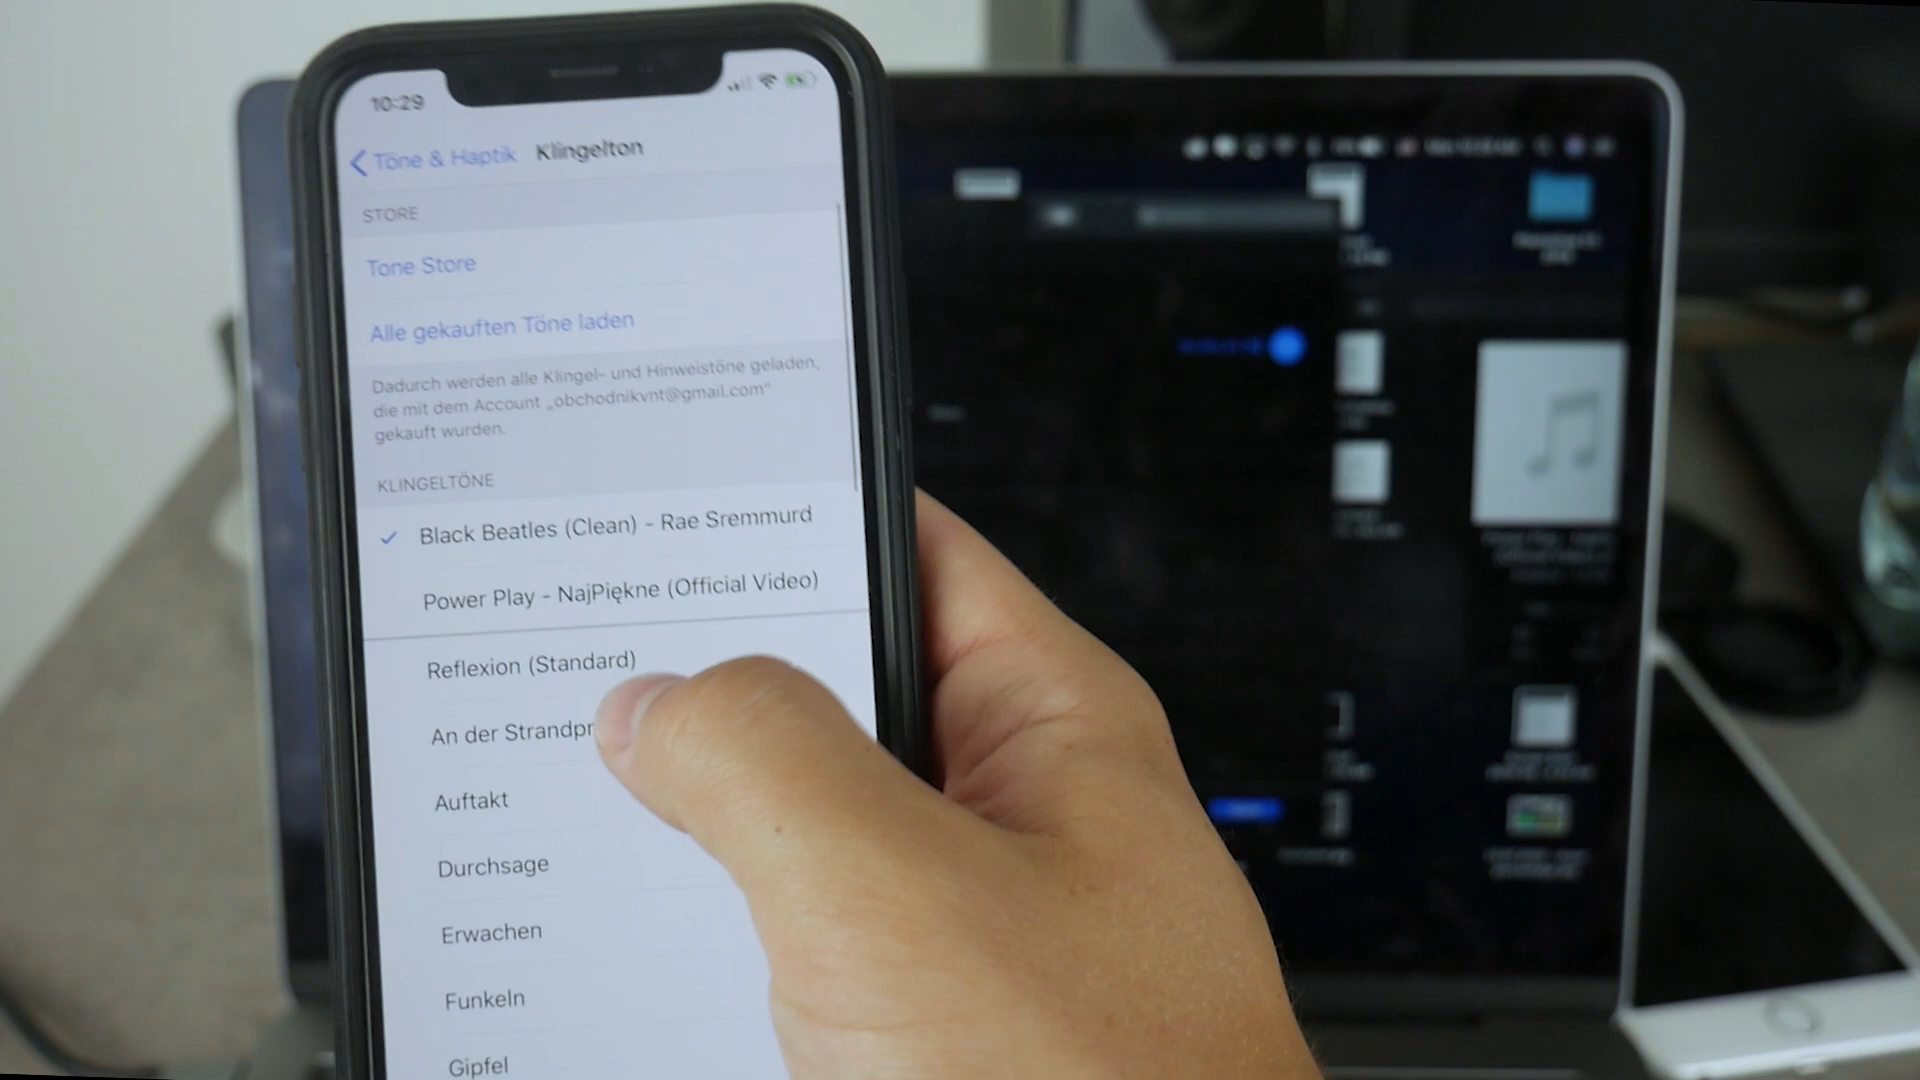 10:29
Töne & Haptik Klingelton
STORE
Tone Store
Alle gekauften Töne laden
Dadurch werden alle Klingel- und Hinweistöne geladen,
die mit dem Account „obchodnikvnt@gmail.com"
gekauft wurden.
KLINGELTÖNE
Black Beatles (Clean) - Rae Sremmurd
Power Play - NajPiękne (Official Video)
Reflexion (Standard)
An der Strandpr
Auftakt
Durchsage
Erwachen
Funkeln
Gipfel